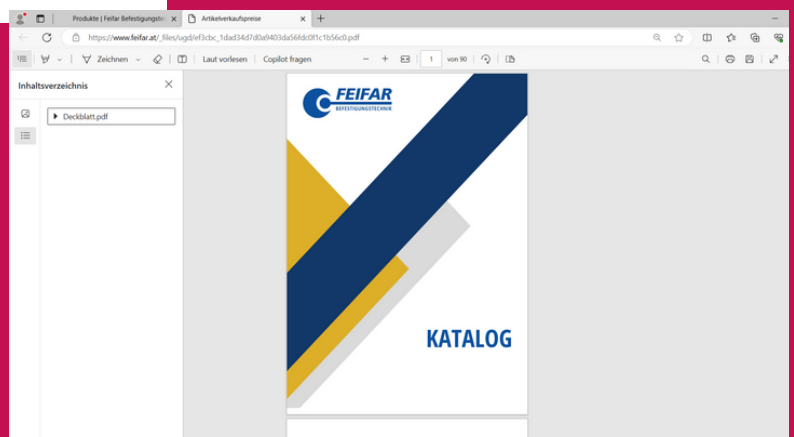 Produkte | Feifar Befestigungstei
Artikelverkaufspreise
https://www.feifar.at/_files/ugd/ef3cbc_1dad34d7d0a9403da56fdc0f1c1b56c0.pdf
Zeichnen
Laut vorlesen
Copilot fragen
1
von 90
Inhaltsverzeichnis
Deckblatt.pdf
FEIFAR
BEFESTIGUNGSTECHNIK
KATALOG